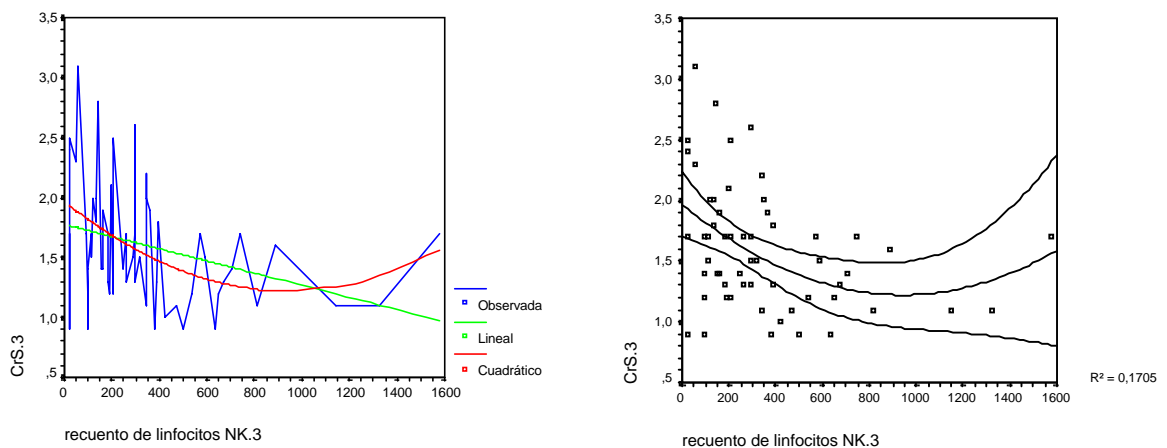 3,5
3,0
2,5
2,0
1,5
1,0
,5
CrS.3
0 200 400 600 800 1000 1200 1400 1600
recuento de linfocitos NK.3
Observada
Lineal
Cuadrático
3,5
3,0
2,5
2,0
1,5
1,0
,5
CrS.3
0 200 400 600 800 1000 1200 1400 1600
recuento de linfocitos NK.3
R² = 0,1705